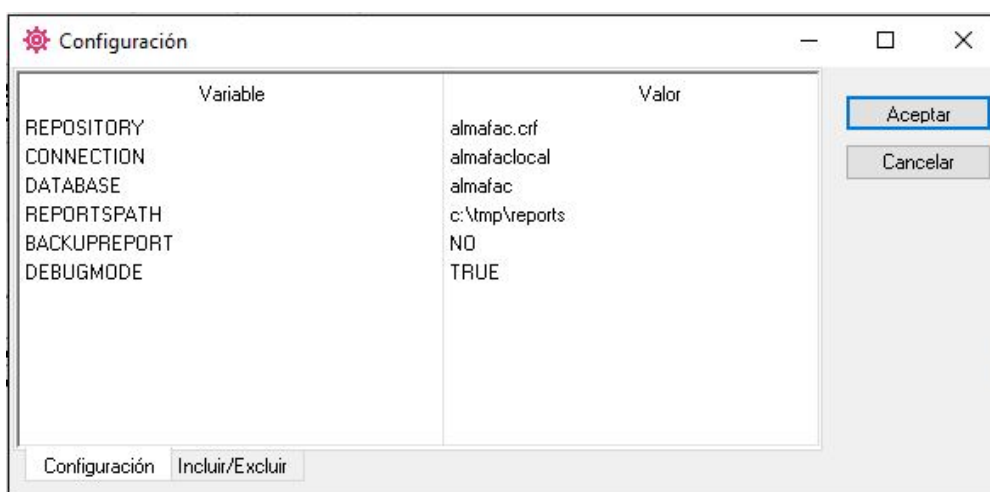 Configuración
Variable Valor
REPOSITORY almafac.crf
CONNECTION almafaclocal
DATABASE almafac
REPORTSPATH c:\tmp\reports
BACKUPREPORT NO
DEBUGMODE TRUE
Aceptar
Cancelar
Configuración Incluir/Excluir